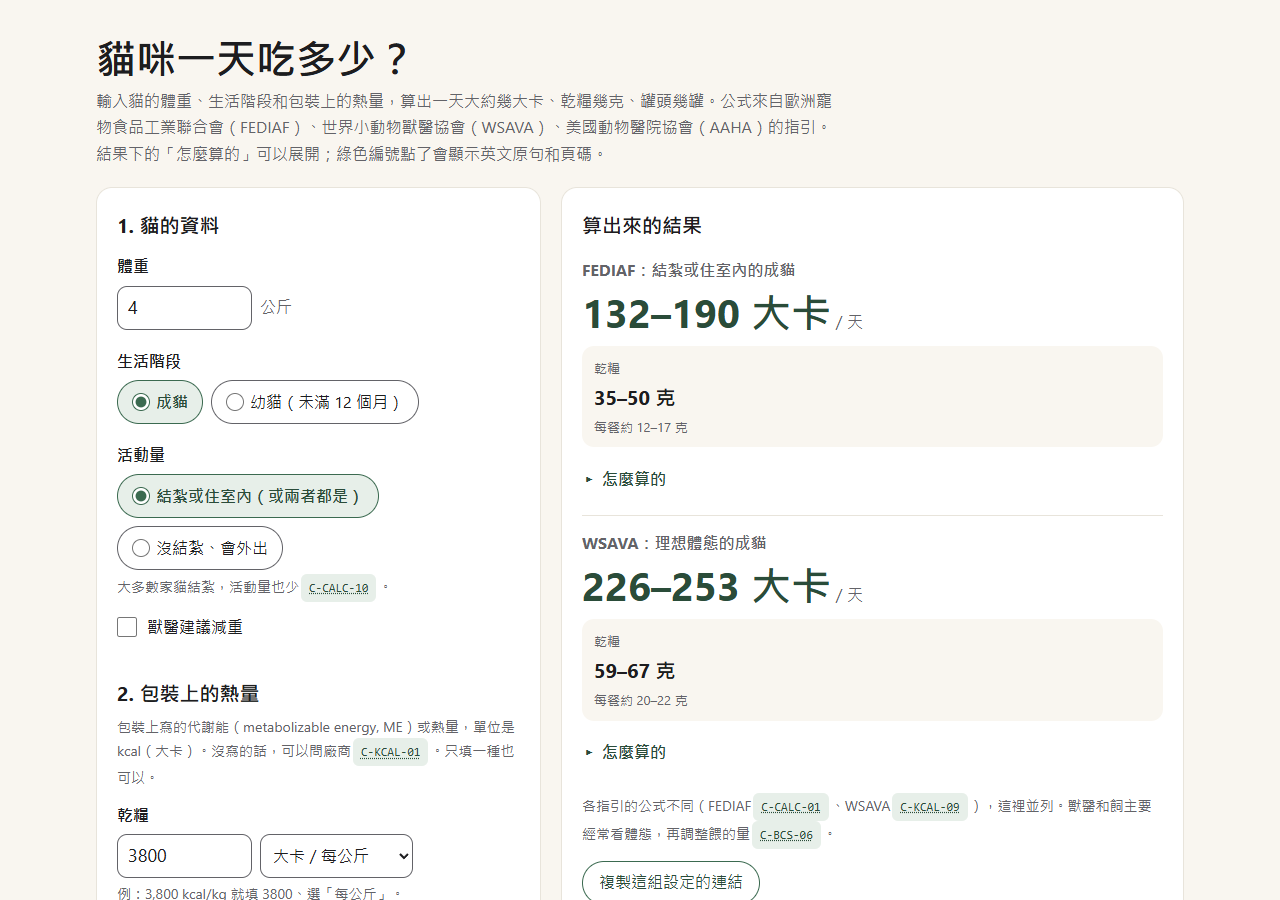 貓咪一天吃多少？
輸入貓的體重、生活階段和包裝上的熱量，算出一天大約幾大卡、乾糧幾克、罐頭幾罐。公式來自歐洲寵
物食品工業聯合會（FEDIAF）、世界小動物獸醫協會（WSAVA）、美國動物醫院協會（AAHA）的指引。
結果下的「怎麼算的」可以展開；綠色編號點了會顯示英文原句和頁碼。
1. 貓的資料
體重
4 公斤
生活階段
成貓 幼貓（未滿 12 個月）
活動量
結紮或住室內（或兩者都是）
沒結紮、會外出
大多數家貓結紮，活動量也少 C-CALC-10 。
獸醫建議減重
2. 包裝上的熱量
包裝上寫的代謝能（metabolizable energy, ME）或熱量，單位是
kcal（大卡）。沒寫的話，可以問廠商 C-KCAL-01 。只填一種也
可以。
乾糧
3800 大卡 / 每公斤
例：3,800 kcal/kg 就填 3800、選「每公斤」。
算出來的結果
FEDIAF：結紮或住室內的成貓
132–190 大卡 / 天
乾糧
35–50 克
每餐約 12–17 克
▸ 怎麼算的
WSAVA：理想體態的成貓
226–253 大卡 / 天
乾糧
59–67 克
每餐約 20–22 克
▸ 怎麼算的
各指引的公式不同（FEDIAF C-CALC-01 、WSAVA C-KCAL-09 ），這裡並列。獸醫和飼主要
經常看體態，再調整餵的量 C-BCS-06 。
複製這組設定的連結